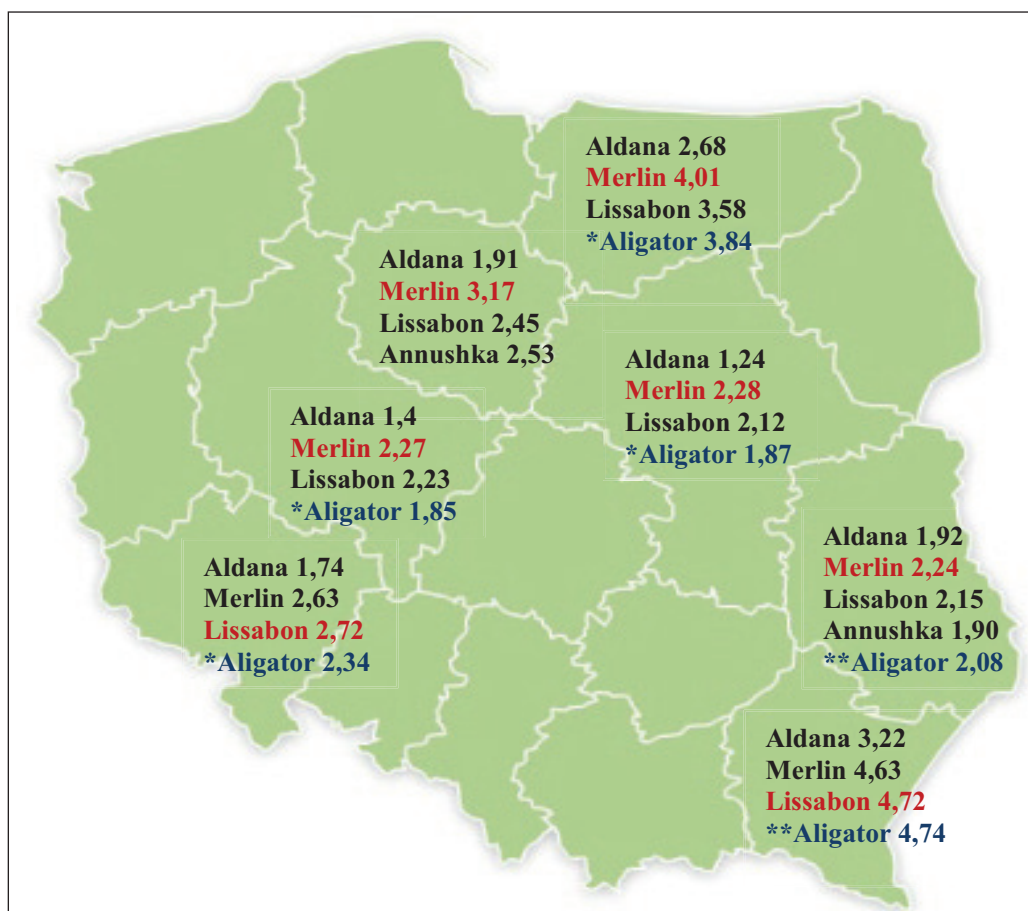 Aldana 2,68
Merlin 4,01
Lissabon 3,58
*Aligator 3,84
Aldana 1,91
Merlin 3,17
Lissabon 2,45
Annushka 2,53
Aldana 1,24
Merlin 2,28
Lissabon 2,12
*Aligator 1,87
Aldana 1,4
Merlin 2,27
Lissabon 2,23
*Aligator 1,85
Aldana 1,92
Merlin 2,24
Lissabon 2,15
Annushka 1,90
**Aligator 2,08
Aldana 1,74
Merlin 2,63
Lissabon 2,72
*Aligator 2,34
Aldana 3,22
Merlin 4,63
Lissabon 4,72
**Aligator 4,74